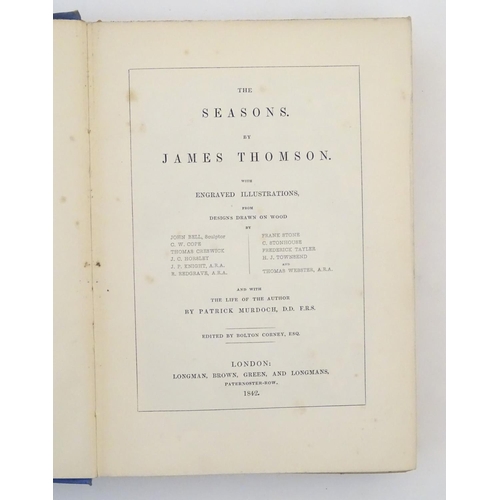 THE
SEASONS.
BY
JAMES THOMSON.
WITH
ENGRAVED ILLUSTRATIONS,
FROM
DESIGNS DRAWN ON WOOD
BY
JOHN BELL, Sculptor
C. W. COPE
THOMAS CRESWICK
J. C. HORSLEY
J. P. KNIGHT, A.R.A.
R. REDGRAVE, A.R.A.
FRANK STONE
C. STONHOUSE
FREDERICK TAYLER
H. J. TOWNSEND
AND
THOMAS WEBSTER, A.R.A.
AND WITH
THE LIFE OF THE AUTHOR
BY PATRICK MURDOCH, D.D. F.R.S.
EDITED BY BOLTON CORNEY, ESQ.
LONDON:
LONGMAN, BROWN, GREEN, AND LONGMANS,
PATERNOSTER-ROW,
1842.